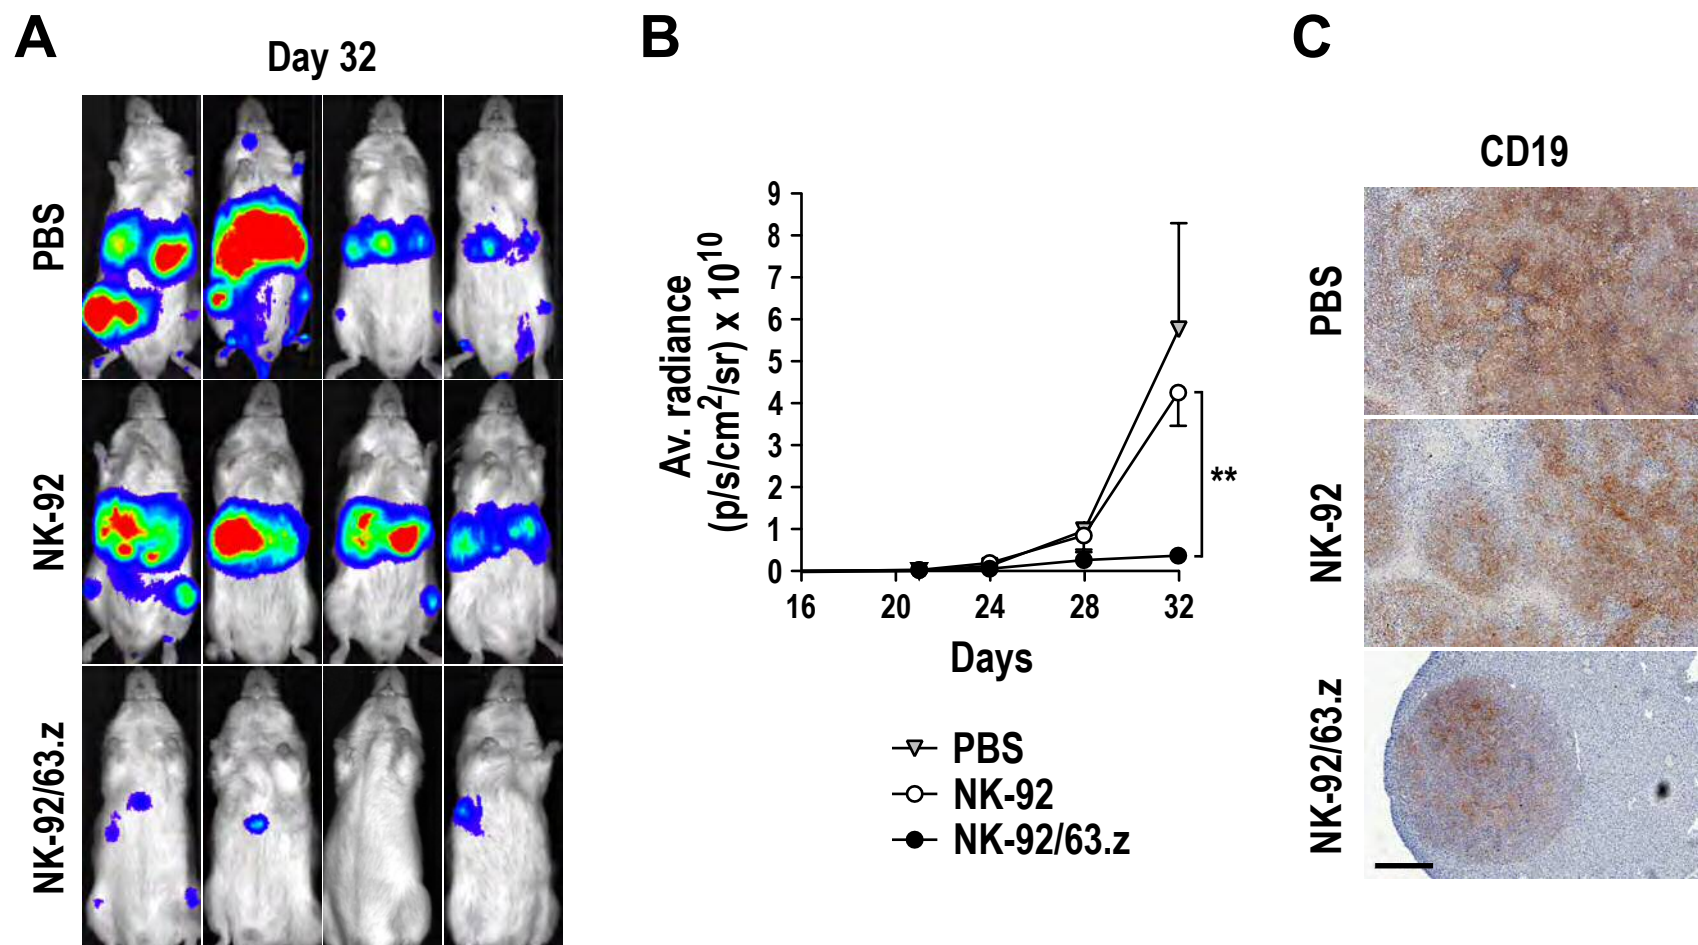 A
B
C
Day 32
PBS
NK-92
NK-92/63.z
Av. radiance
(p/s/cm²/sr) x 10¹⁰
9
8
7
6
5
4
3
2
1
0
16 20 24 28 32
Days
**
PBS
NK-92
NK-92/63.z
CD19
PBS
NK-92
NK-92/63.z